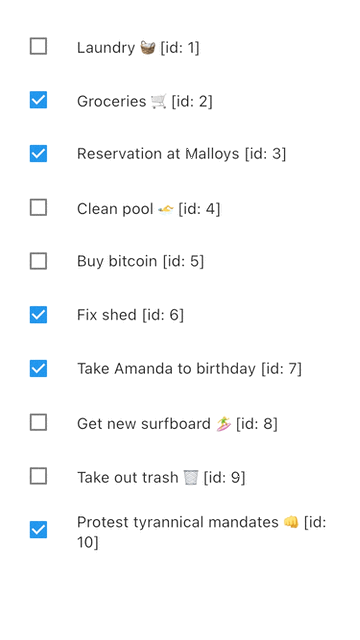 Laundry 🧺 [id: 1]
Groceries 🛒 [id: 2]
Reservation at Malloys [id: 3]
Clean pool 🤿 [id: 4]
Buy bitcoin [id: 5]
Fix shed [id: 6]
Take Amanda to birthday [id: 7]
Get new surfboard 🏄 [id: 8]
Take out trash 🗑️ [id: 9]
Protest tyrannical mandates 👊 [id:
10]